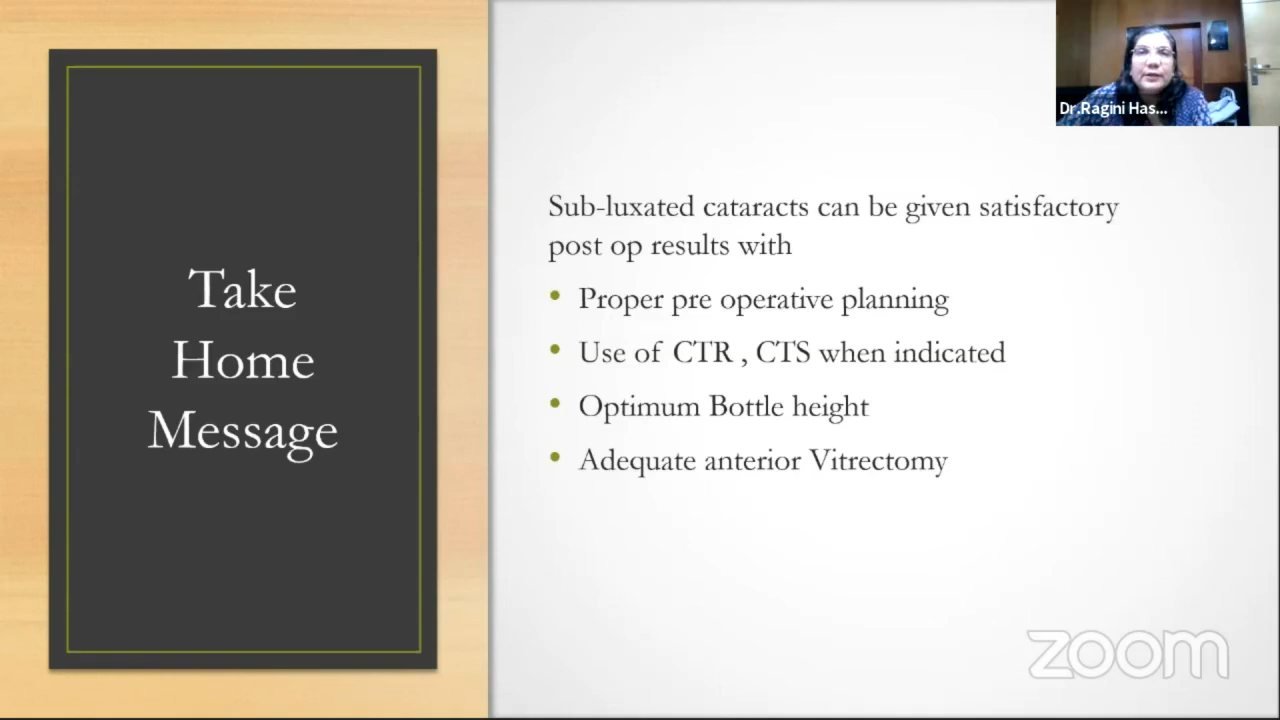 Dr.Ragini Has...
Take
Home
Message
Sub-luxated cataracts can be given satisfactory
post op results with
• Proper pre operative planning
• Use of CTR , CTS when indicated
• Optimum Bottle height
• Adequate anterior Vitrectomy
zoom